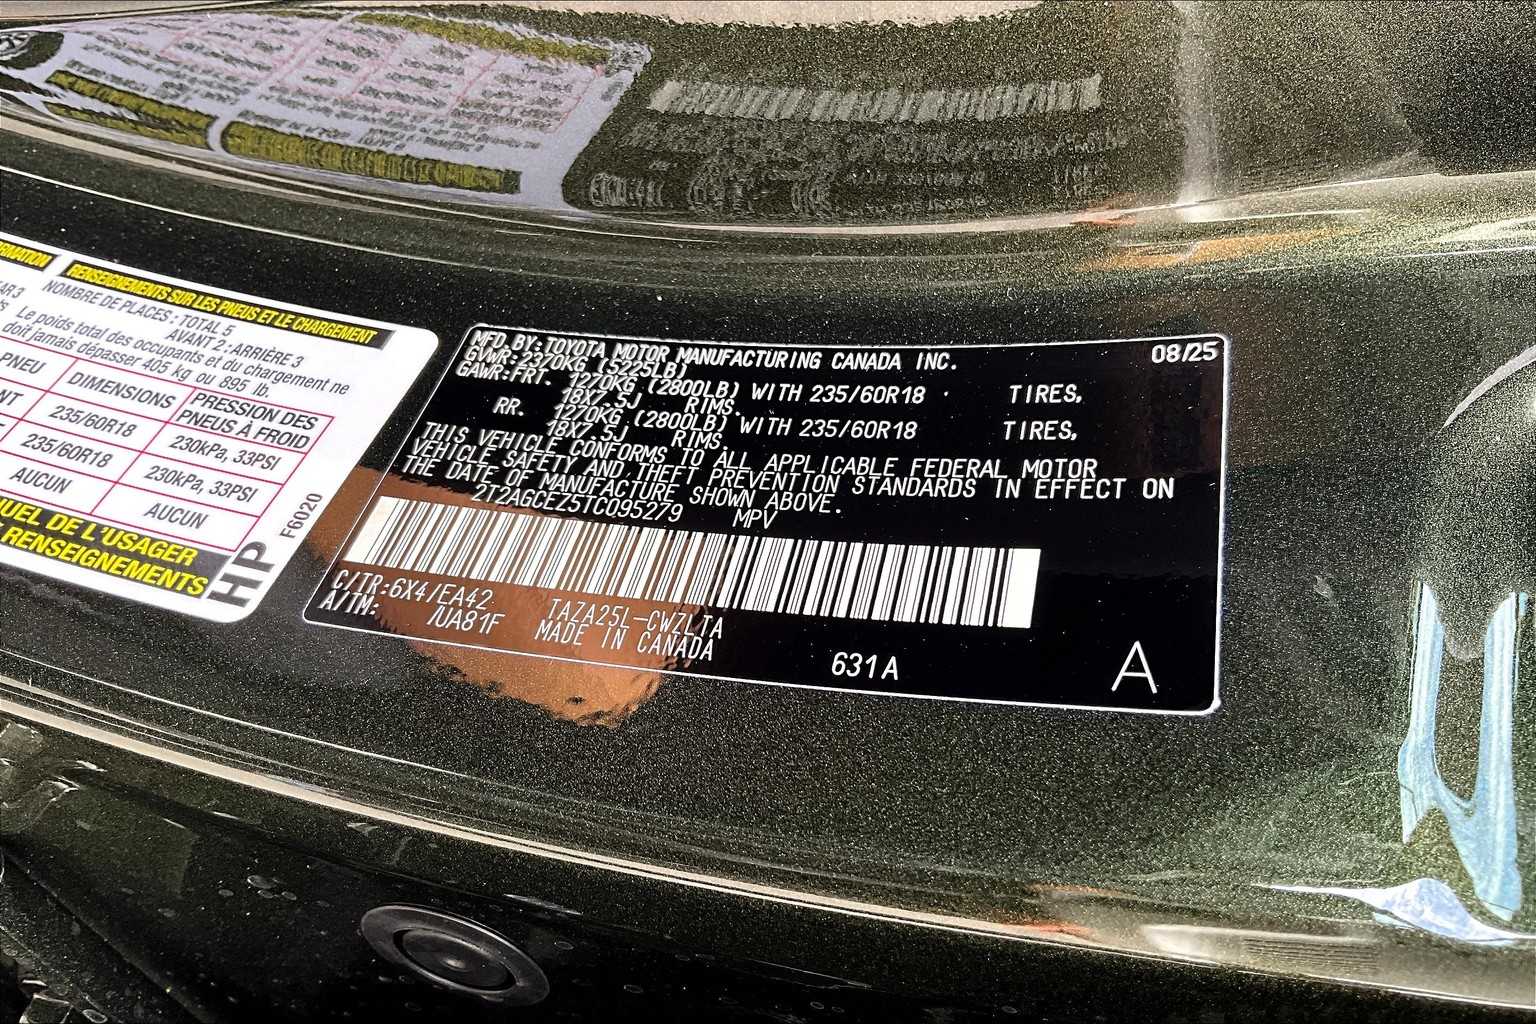 RENSEIGNEMENTS SUR LES PNEUS ET LE CHARGEMENT
NOMBRE DE PLACES : TOTAL 5
AVANT 2 : ARRIÈRE 3
Le poids total des occupants et du chargement ne
doit jamais dépasser 405 kg ou 895 lb.
PNEU DIMENSIONS PRESSION DES PNEUS À FROID
235/60R18 230kPa, 33PSI
235/60R18 230kPa, 33PSI
AUCUN AUCUN
DE L'USAGER
RENSEIGNEMENTS
HP
F6020
MFD. BY: TOYOTA MOTOR MANUFACTURING CANADA INC. 08/25
GVWR: 2370KG (5225LB)
GAWR: FRT. 1270KG (2800LB) WITH 235/60R18 TIRES,
18X7.5J RIMS.
RR. 1270KG (2800LB) WITH 235/60R18 TIRES,
18X7.5J RIMS.
THIS VEHICLE CONFORMS TO ALL APPLICABLE FEDERAL MOTOR
VEHICLE SAFETY AND THEFT PREVENTION STANDARDS IN EFFECT ON
THE DATE OF MANUFACTURE SHOWN ABOVE.
2T2AGCEZ5TC095279 MPV
C/TR: 6X4/EA42 TAZA25L-CWZLTA
A/TM: /UA81F MADE IN CANADA
631A
A